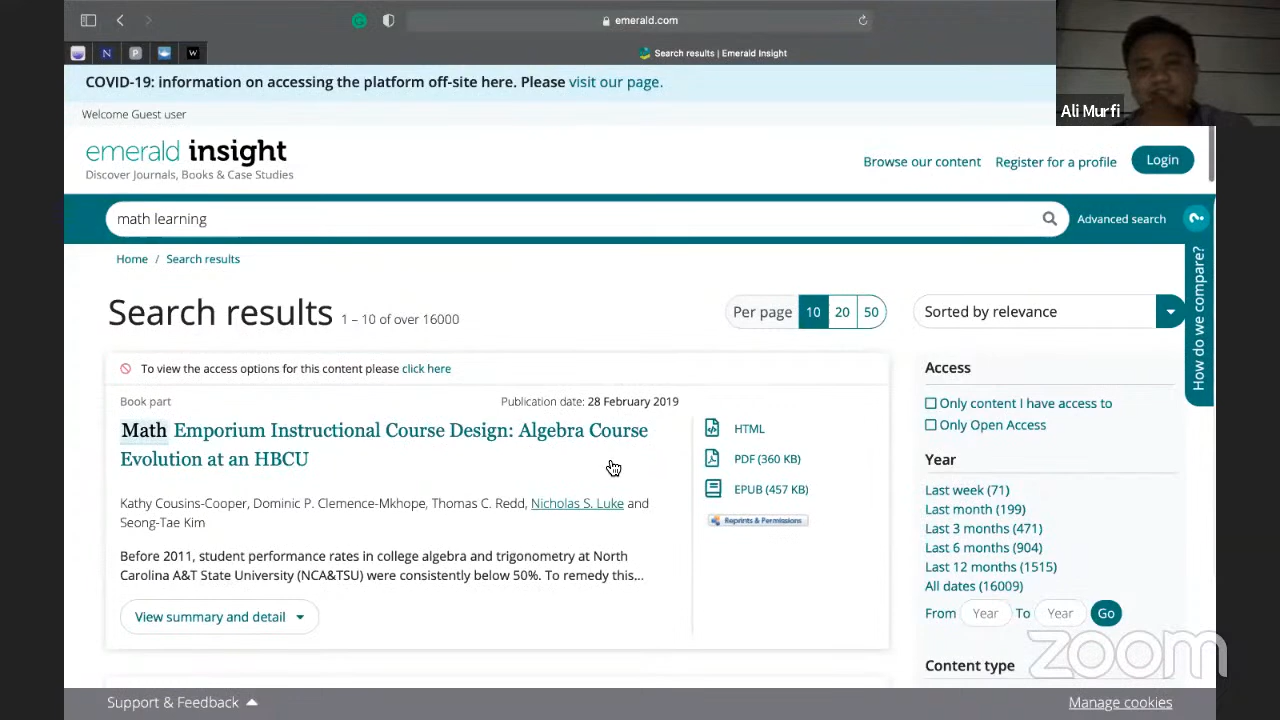 emerald.com
N
P
W
Search results | Emerald Insight
COVID-19: information on accessing the platform off-site here. Please visit our page.
Ali Murfi
Welcome Guest user
emerald insight
Discover Journals, Books & Case Studies
Browse our content
Register for a profile
Login
math learning
Advanced search
How do we compare?
Home / Search results
Search results 1 – 10 of over 16000
Per page 10 20 50
Sorted by relevance
To view the access options for this content please click here
Book part
Publication date: 28 February 2019
Math Emporium Instructional Course Design: Algebra Course
Evolution at an HBCU
Kathy Cousins-Cooper, Dominic P. Clemence-Mkhope, Thomas C. Redd, Nicholas S. Luke and
Seong-Tae Kim
Before 2011, student performance rates in college algebra and trigonometry at North
Carolina A&T State University (NCA&TSU) were consistently below 50%. To remedy this…
View summary and detail
HTML
PDF (360 KB)
EPUB (457 KB)
Reprints & Permissions
Access
Only content I have access to
Only Open Access
Year
Last week (71)
Last month (199)
Last 3 months (471)
Last 6 months (904)
Last 12 months (1515)
All dates (16009)
From Year To Year Go
Content type
zoom
Support & Feedback
Manage cookies